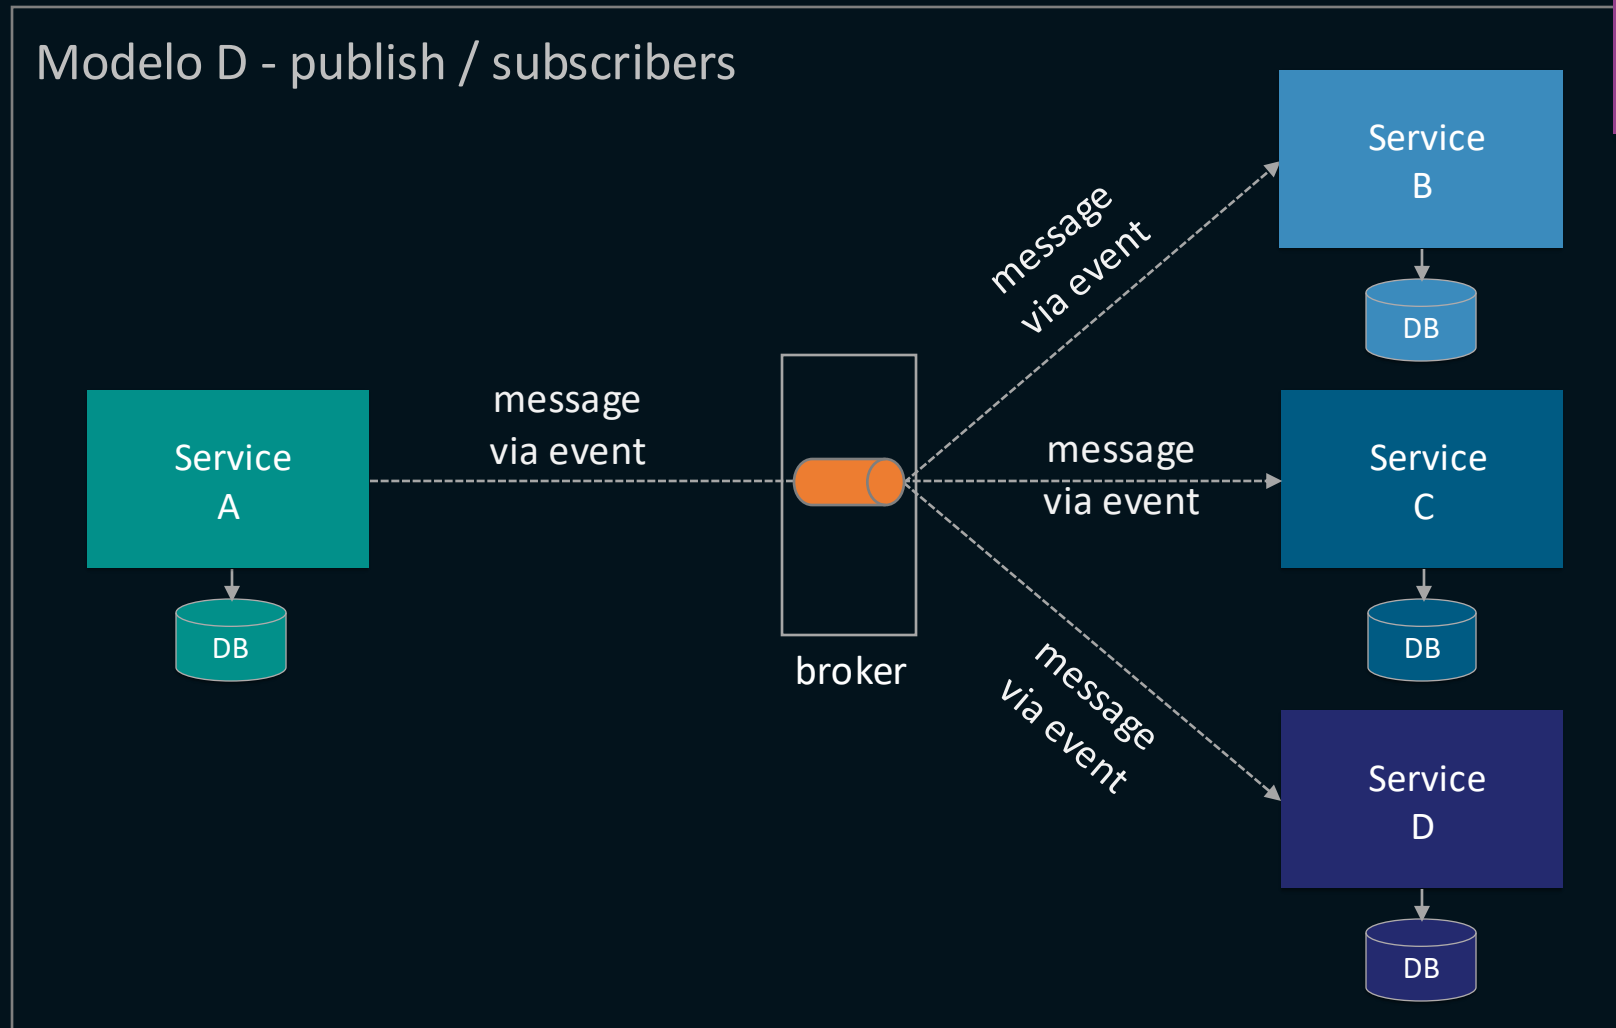 Modelo D - publish / subscribers
Service
A
DB
message
via event
broker
message
via event
message
via event
message
via event
Service
B
DB
Service
C
DB
Service
D
DB